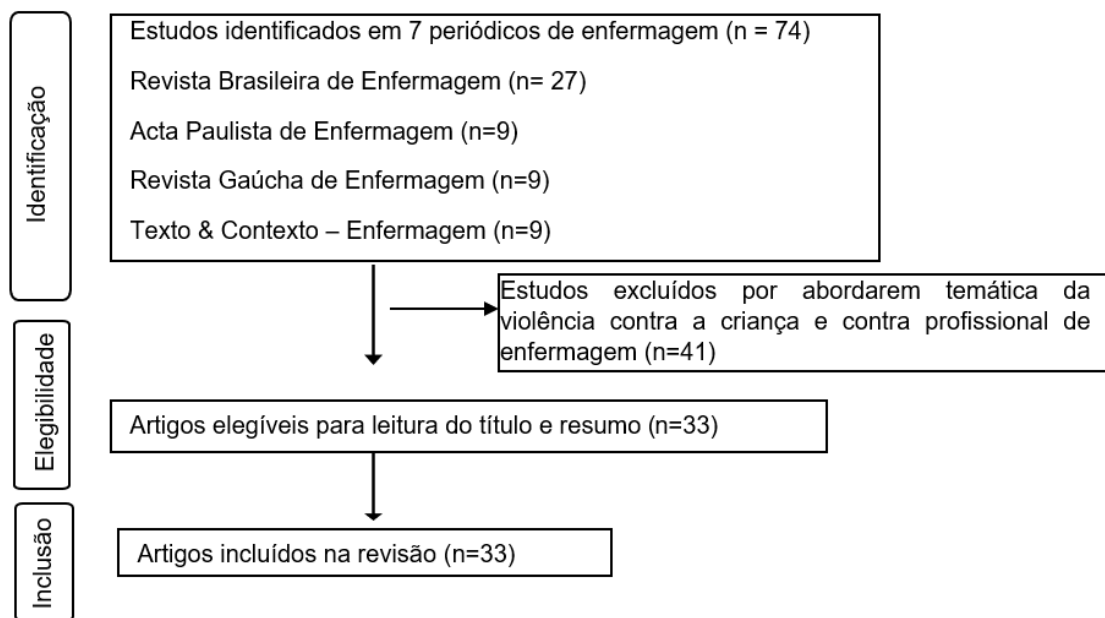 Identificação
Estudos identificados em 7 periódicos de enfermagem (n = 74)
Revista Brasileira de Enfermagem (n= 27)
Acta Paulista de Enfermagem (n=9)
Revista Gaúcha de Enfermagem (n=9)
Texto & Contexto – Enfermagem (n=9)
Estudos excluídos por abordarem temática da
violência contra a criança e contra profissional de
enfermagem (n=41)
Elegibilidade
Artigos elegíveis para leitura do título e resumo (n=33)
Inclusão
Artigos incluídos na revisão (n=33)